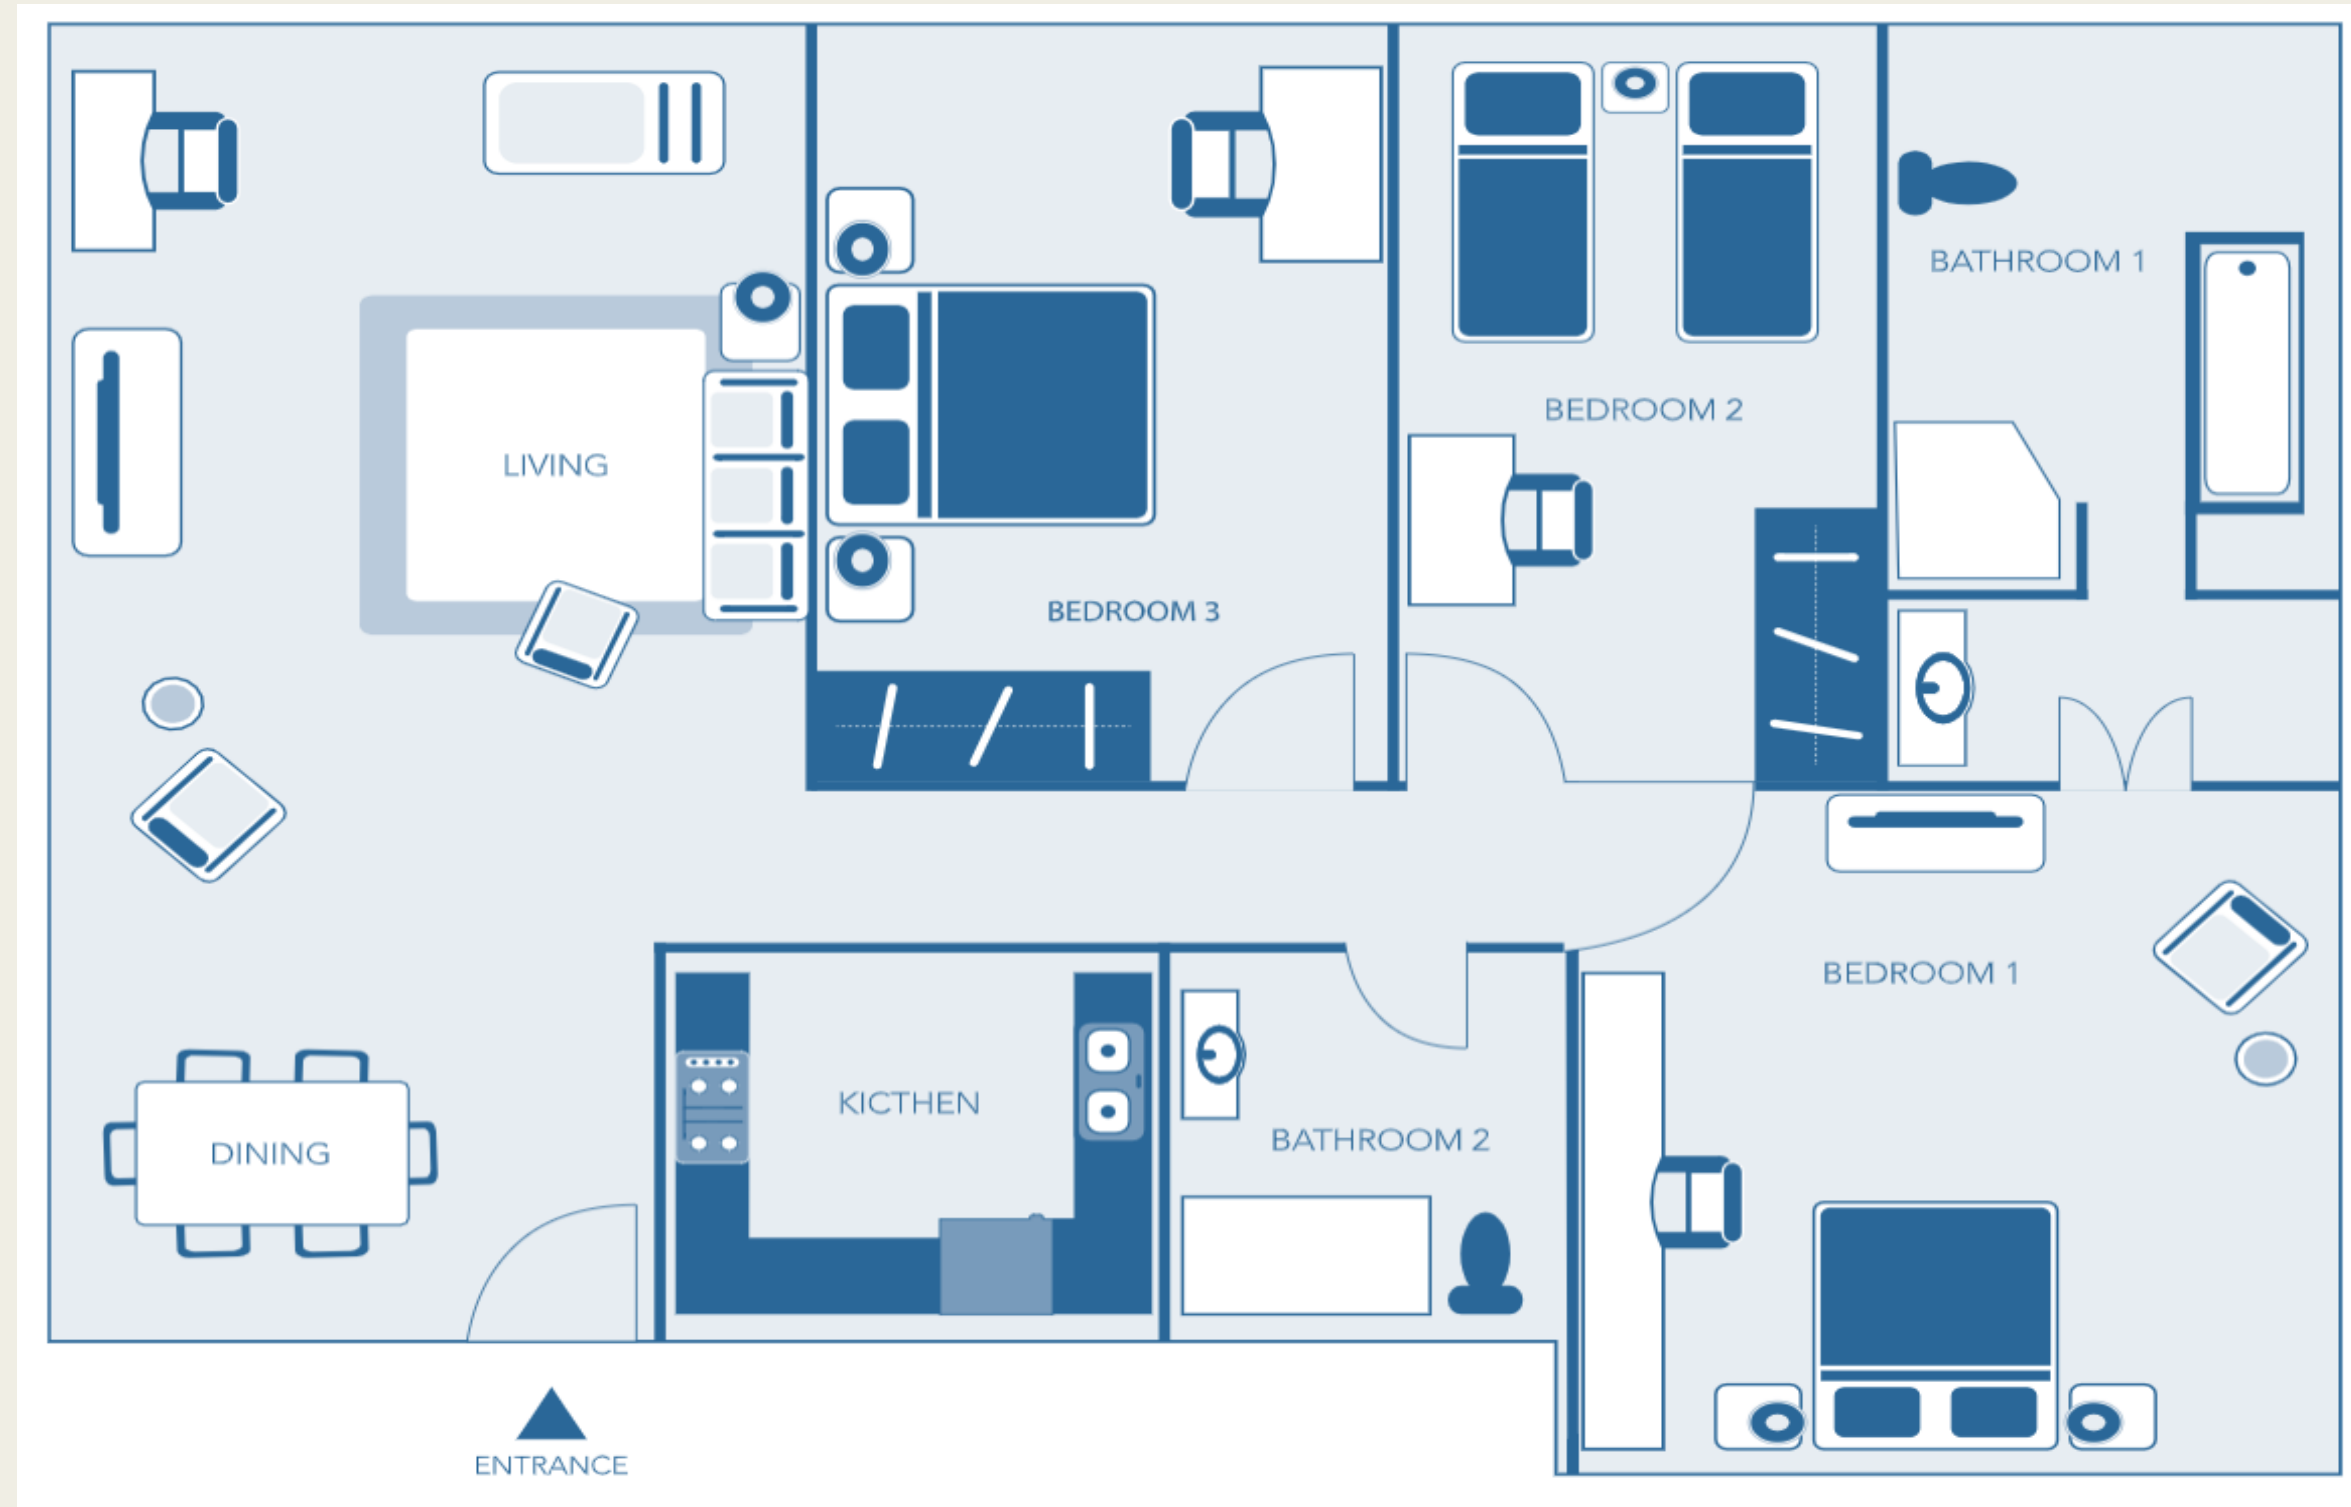 BATHROOM 1
BEDROOM 2
LIVING
BEDROOM 3
BEDROOM 1
KICTHEN
BATHROOM 2
DINING
ENTRANCE